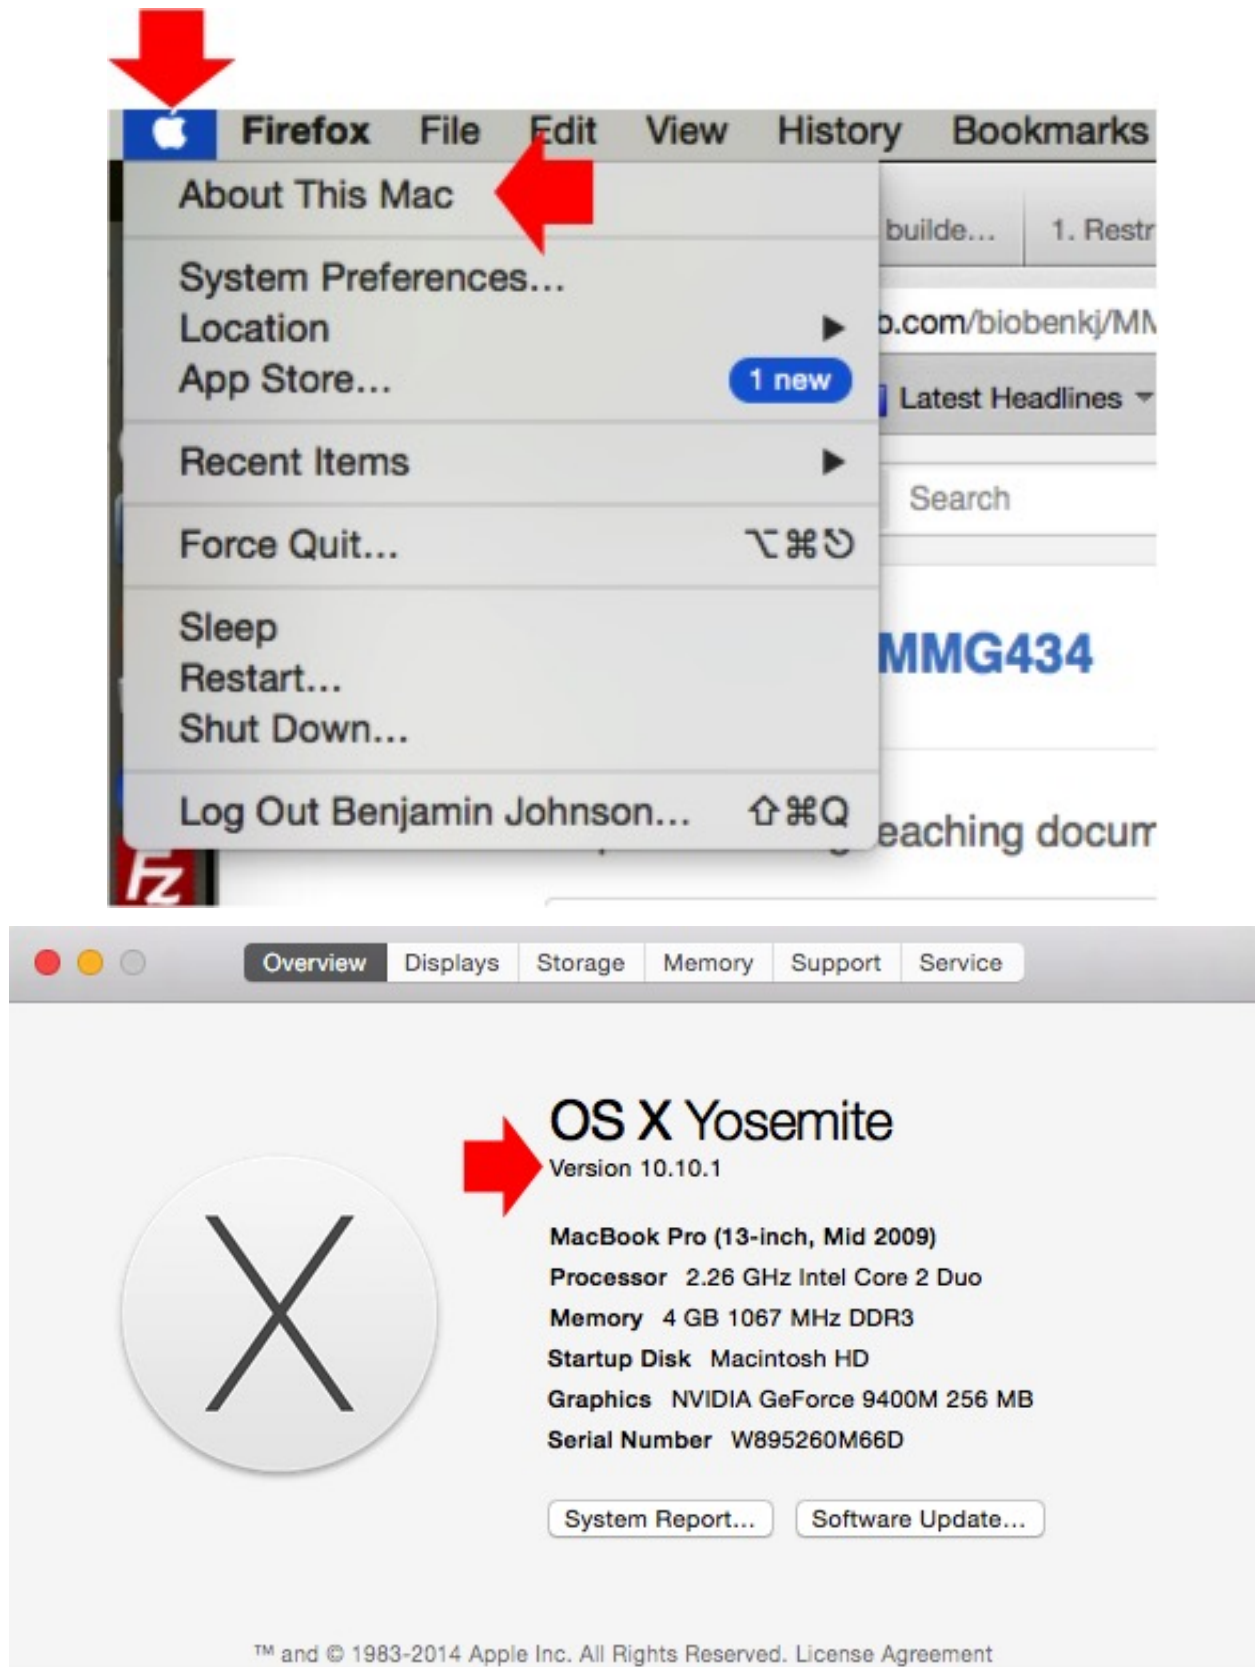 Firefox File Edit View History Bookmarks
About This Mac
builde... 1. Restr
System Preferences...
b.com/biobenkj/MM
Location
App Store... 1 new
Latest Headlines
Recent Items
Search
Force Quit... ⌥⌘⎋
Sleep
MMG434
Restart...
Shut Down...
Log Out Benjamin Johnson... ⇧⌘Q
eaching docum
Fz
Overview Displays Storage Memory Support Service
OS X Yosemite
Version 10.10.1
MacBook Pro (13-inch, Mid 2009)
Processor 2.26 GHz Intel Core 2 Duo
Memory 4 GB 1067 MHz DDR3
Startup Disk Macintosh HD
Graphics NVIDIA GeForce 9400M 256 MB
Serial Number W895260M66D
System Report... Software Update...
™ and © 1983-2014 Apple Inc. All Rights Reserved. License Agreement